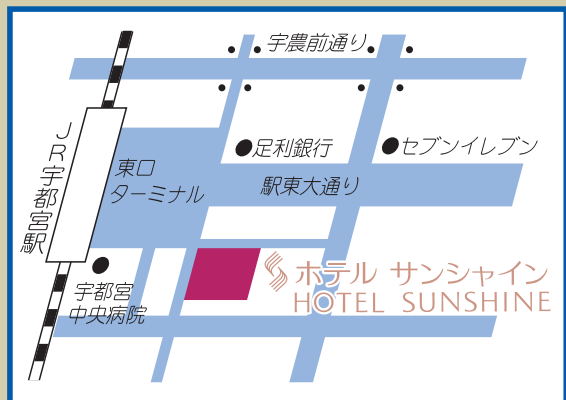 宇農前通り
足利銀行
セブンイレブン
JR宇都宮駅
東口
ターミナル
駅東大通り
宇都宮
中央病院
ホテル サンシャイン
HOTEL SUNSHINE